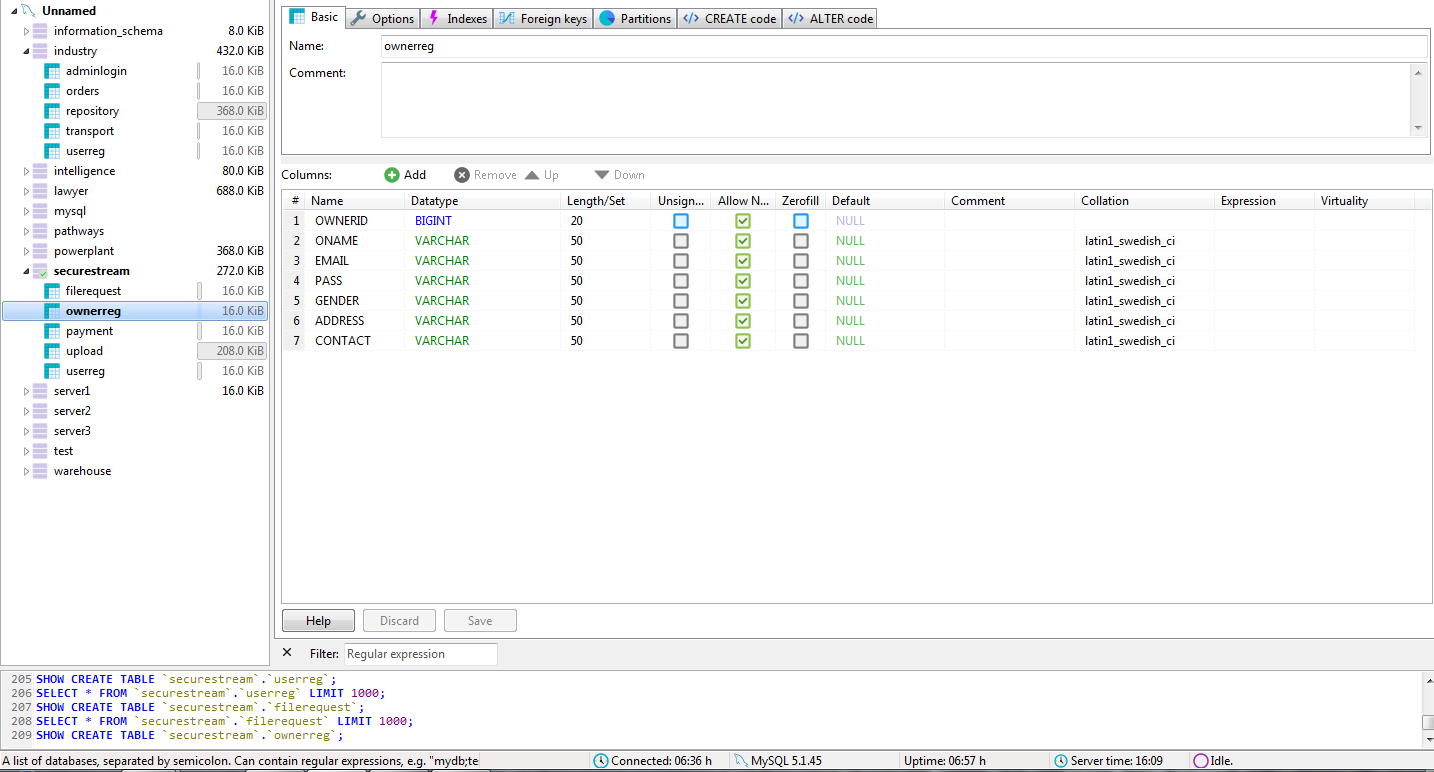 Unnamed
information_schema 8.0 KiB
industry 432.0 KiB
adminlogin 16.0 KiB
orders 16.0 KiB
repository 368.0 KiB
transport 16.0 KiB
userreg 16.0 KiB
intelligence 80.0 KiB
lawyer 688.0 KiB
mysql
pathways
powerplant 368.0 KiB
securestream 272.0 KiB
filerequest 16.0 KiB
ownerreg 16.0 KiB
payment 16.0 KiB
upload 208.0 KiB
userreg 16.0 KiB
server1 16.0 KiB
server2
server3
test
warehouse
Basic Options Indexes Foreign keys Partitions </> CREATE code </> ALTER code
Name: ownerreg
Comment:
Columns: Add Remove Up Down
# Name Datatype Length/Set Unsign... Allow N... Zerofill Default Comment Collation Expression Virtuality
1 OWNERID BIGINT 20 NULL
2 ONAME VARCHAR 50 NULL latin1_swedish_ci
3 EMAIL VARCHAR 50 NULL latin1_swedish_ci
4 PASS VARCHAR 50 NULL latin1_swedish_ci
5 GENDER VARCHAR 50 NULL latin1_swedish_ci
6 ADDRESS VARCHAR 50 NULL latin1_swedish_ci
7 CONTACT VARCHAR 50 NULL latin1_swedish_ci
Help Discard Save
Filter: Regular expression
205 SHOW CREATE TABLE `securestream`.`userreg`;
206 SELECT * FROM `securestream`.`userreg` LIMIT 1000;
207 SHOW CREATE TABLE `securestream`.`filerequest`;
208 SELECT * FROM `securestream`.`filerequest` LIMIT 1000;
209 SHOW CREATE TABLE `securestream`.`ownerreg`;
A list of databases, separated by semicolon. Can contain regular expressions, e.g. "mydb;te Connected: 06:36 h MySQL 5.1.45 Uptime: 06:57 h Server time: 16:09 Idle.